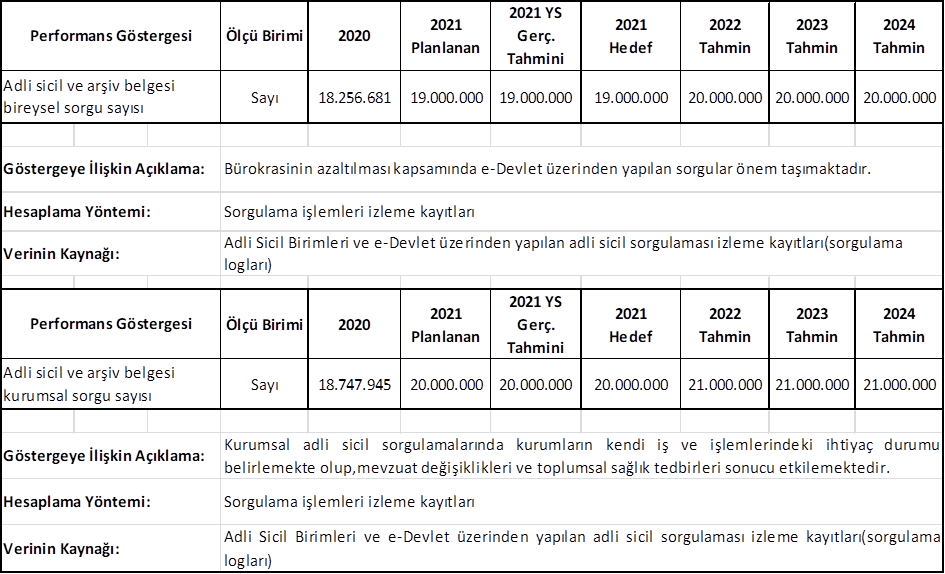 Performans Göstergesi Ölçü Birimi 2020 2021 Planlanan 2021 YS Gerç. Tahmini 2021 Hedef 2022 Tahmin 2023 Tahmin 2024 Tahmin
Adli sicil ve arşiv belgesi
bireysel sorgu sayısı Sayı 18.256.681 19.000.000 19.000.000 19.000.000 20.000.000 20.000.000 20.000.000
Göstergeye İlişkin Açıklama: Bürokrasinin azaltılması kapsamında e-Devlet üzerinden yapılan sorgular önem taşımaktadır.
Hesaplama Yöntemi: Sorgulama işlemleri izleme kayıtları
Verinin Kaynağı: Adli Sicil Birimleri ve e-Devlet üzerinden yapılan adli sicil sorgulaması izleme kayıtları(sorgulama
logları)
Performans Göstergesi Ölçü Birimi 2020 2021 Planlanan 2021 YS Gerç. Tahmini 2021 Hedef 2022 Tahmin 2023 Tahmin 2024 Tahmin
Adli sicil ve arşiv belgesi
kurumsal sorgu sayısı Sayı 18.747.945 20.000.000 20.000.000 20.000.000 21.000.000 21.000.000 21.000.000
Göstergeye İlişkin Açıklama: Kurumsal adli sicil sorgulamalarında kurumların kendi iş ve işlemlerindeki ihtiyaç durumu
belirlemekte olup,mevzuat değişiklikleri ve toplumsal sağlık tedbirleri sonucu etkilemektedir.
Hesaplama Yöntemi: Sorgulama işlemleri izleme kayıtları
Verinin Kaynağı: Adli Sicil Birimleri ve e-Devlet üzerinden yapılan adli sicil sorgulaması izleme kayıtları(sorgulama
logları)